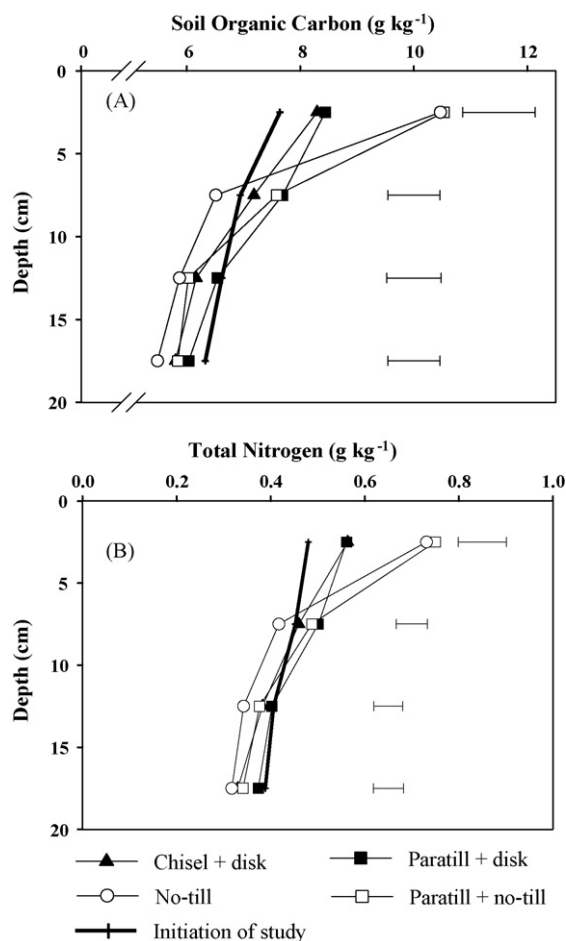 Soil Organic Carbon (g kg⁻¹)
0 6 8 10 12
0
(A)
5
10
15
20
Depth (cm)
Total Nitrogen (g kg⁻¹)
0.0 0.2 0.4 0.6 0.8 1.0
0
(B)
5
10
15
20
Depth (cm)
Chisel + disk Paratill + disk
No-till Paratill + no-till
Initiation of study